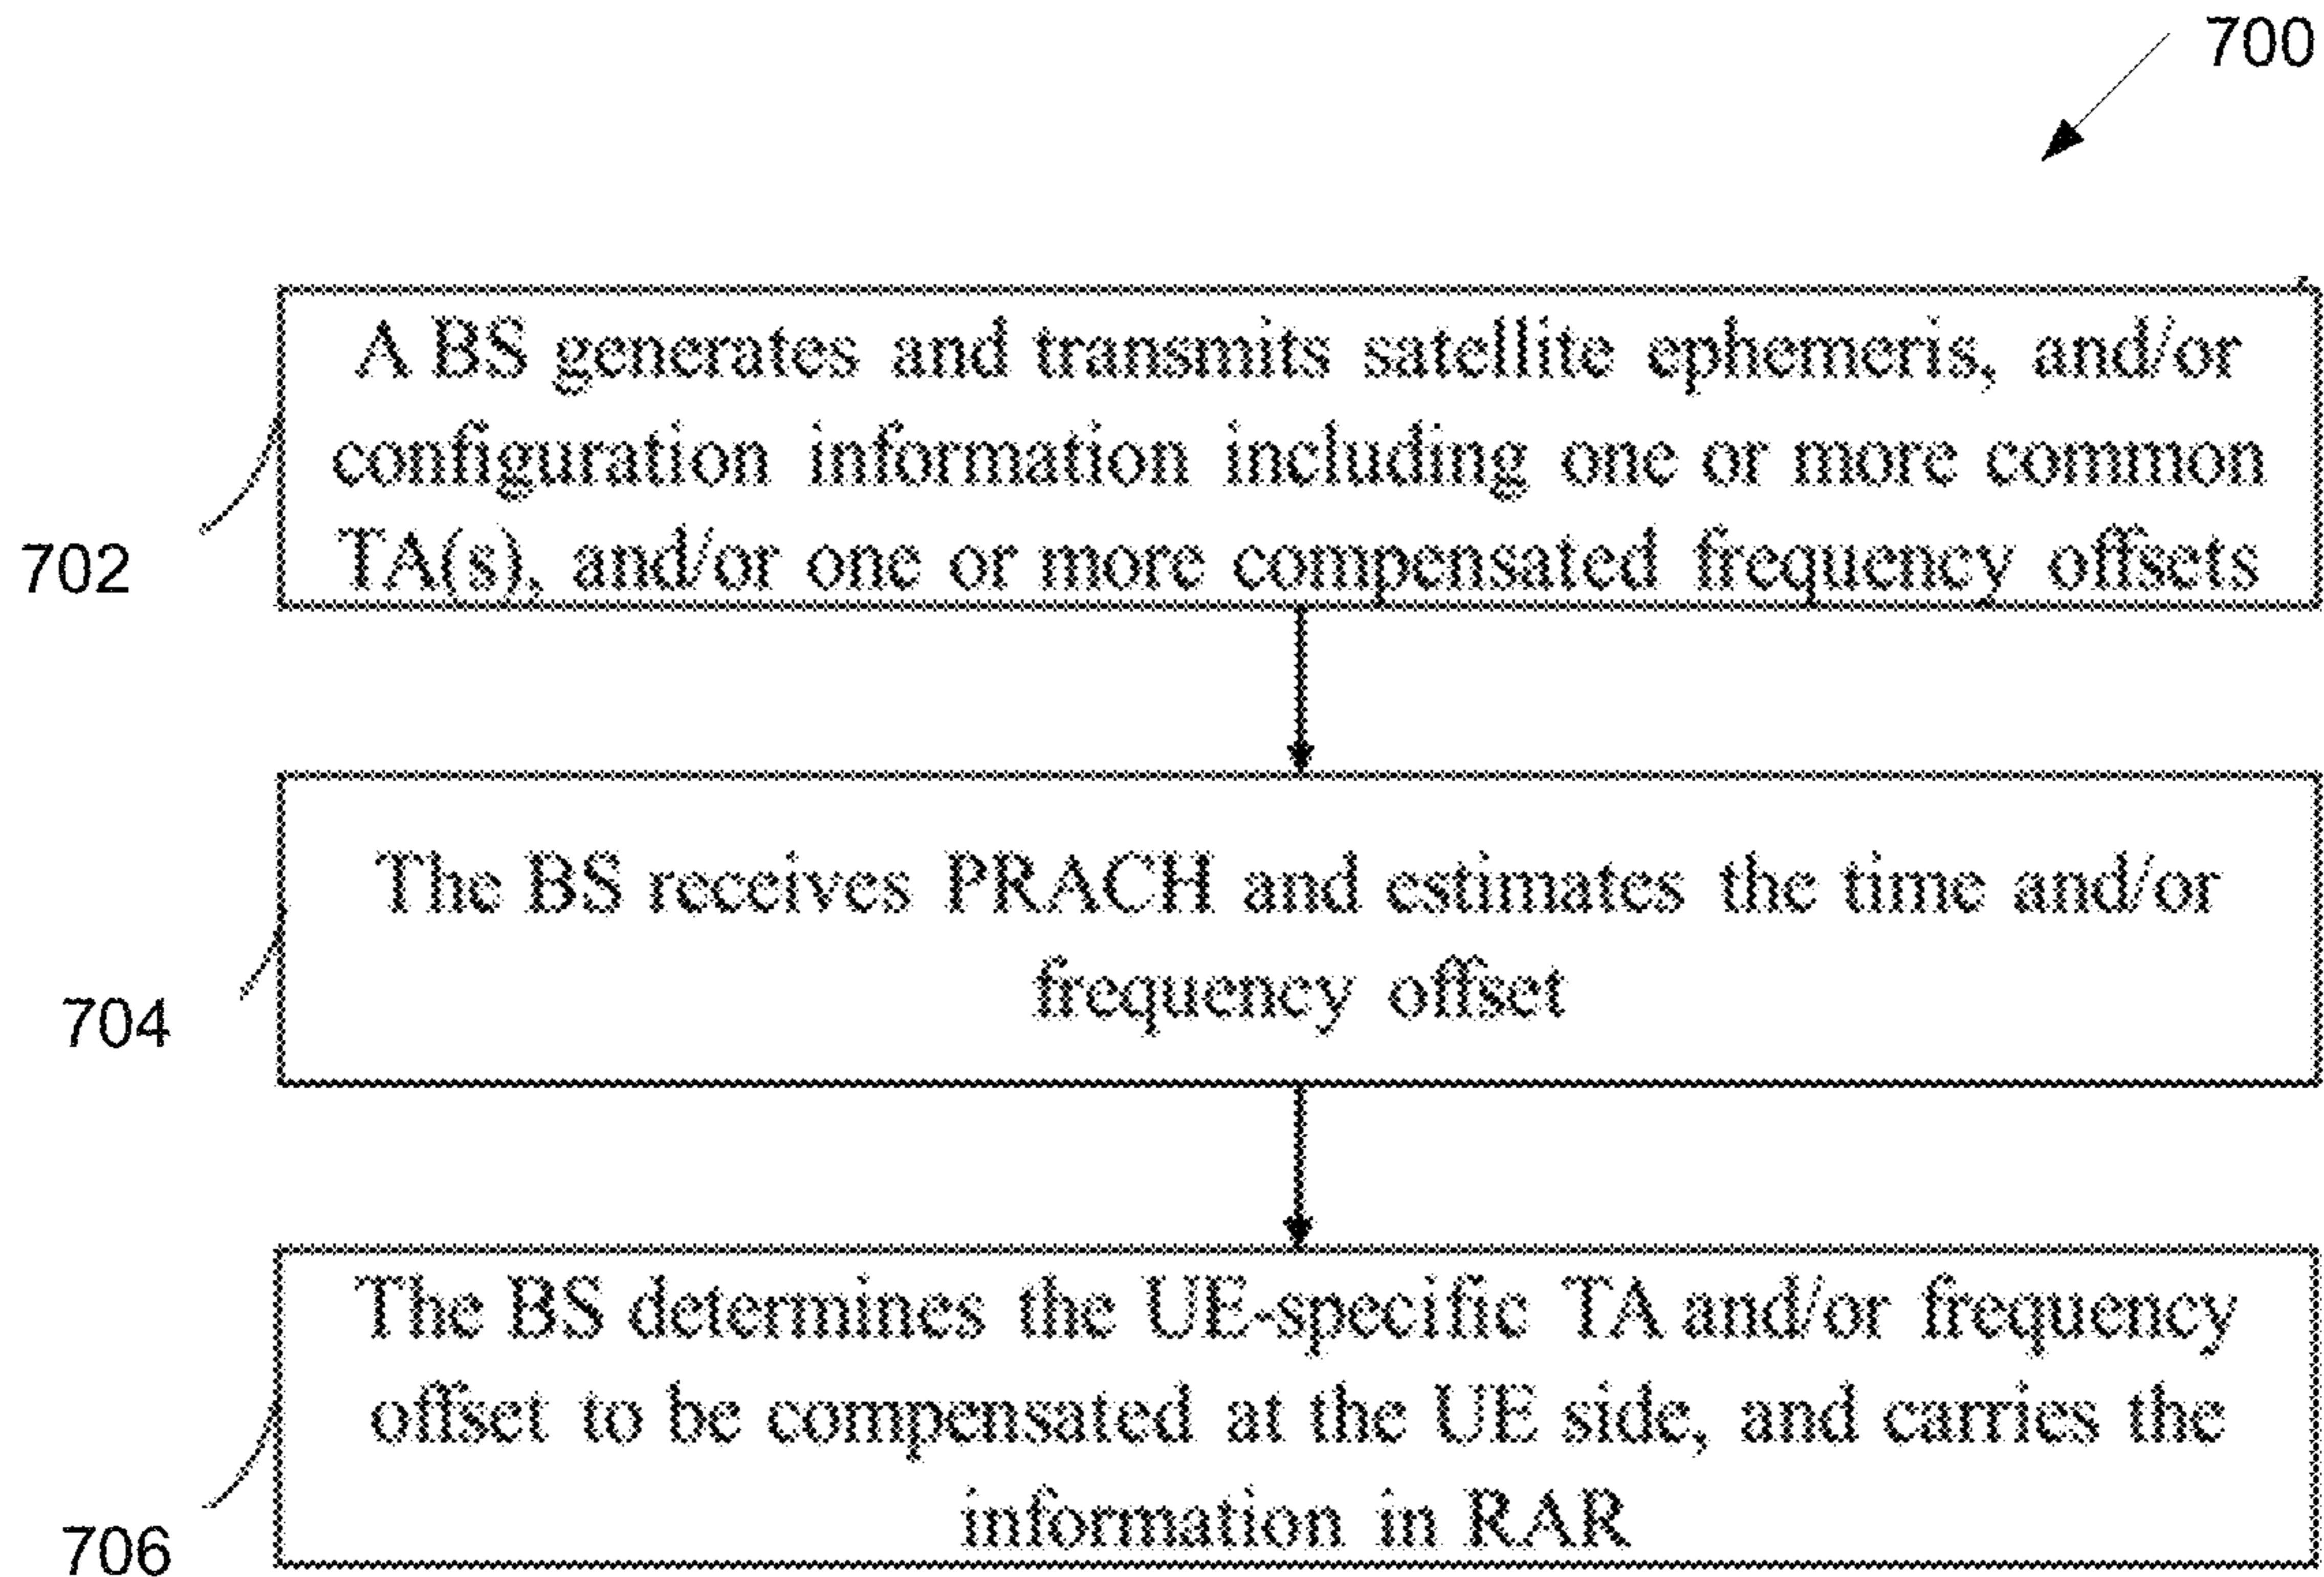 700
A BS generates and transmits satellite ephemeris, and/or
configuration information including one or more common
TA(s), and/or one or more compensated frequency offsets
702
The BS receives PRACH and estimates the time and/or
frequency offset
704
The BS determines the UE-specific TA and/or frequency
offset to be compensated at the UE side, and carries the
information in RAR
706